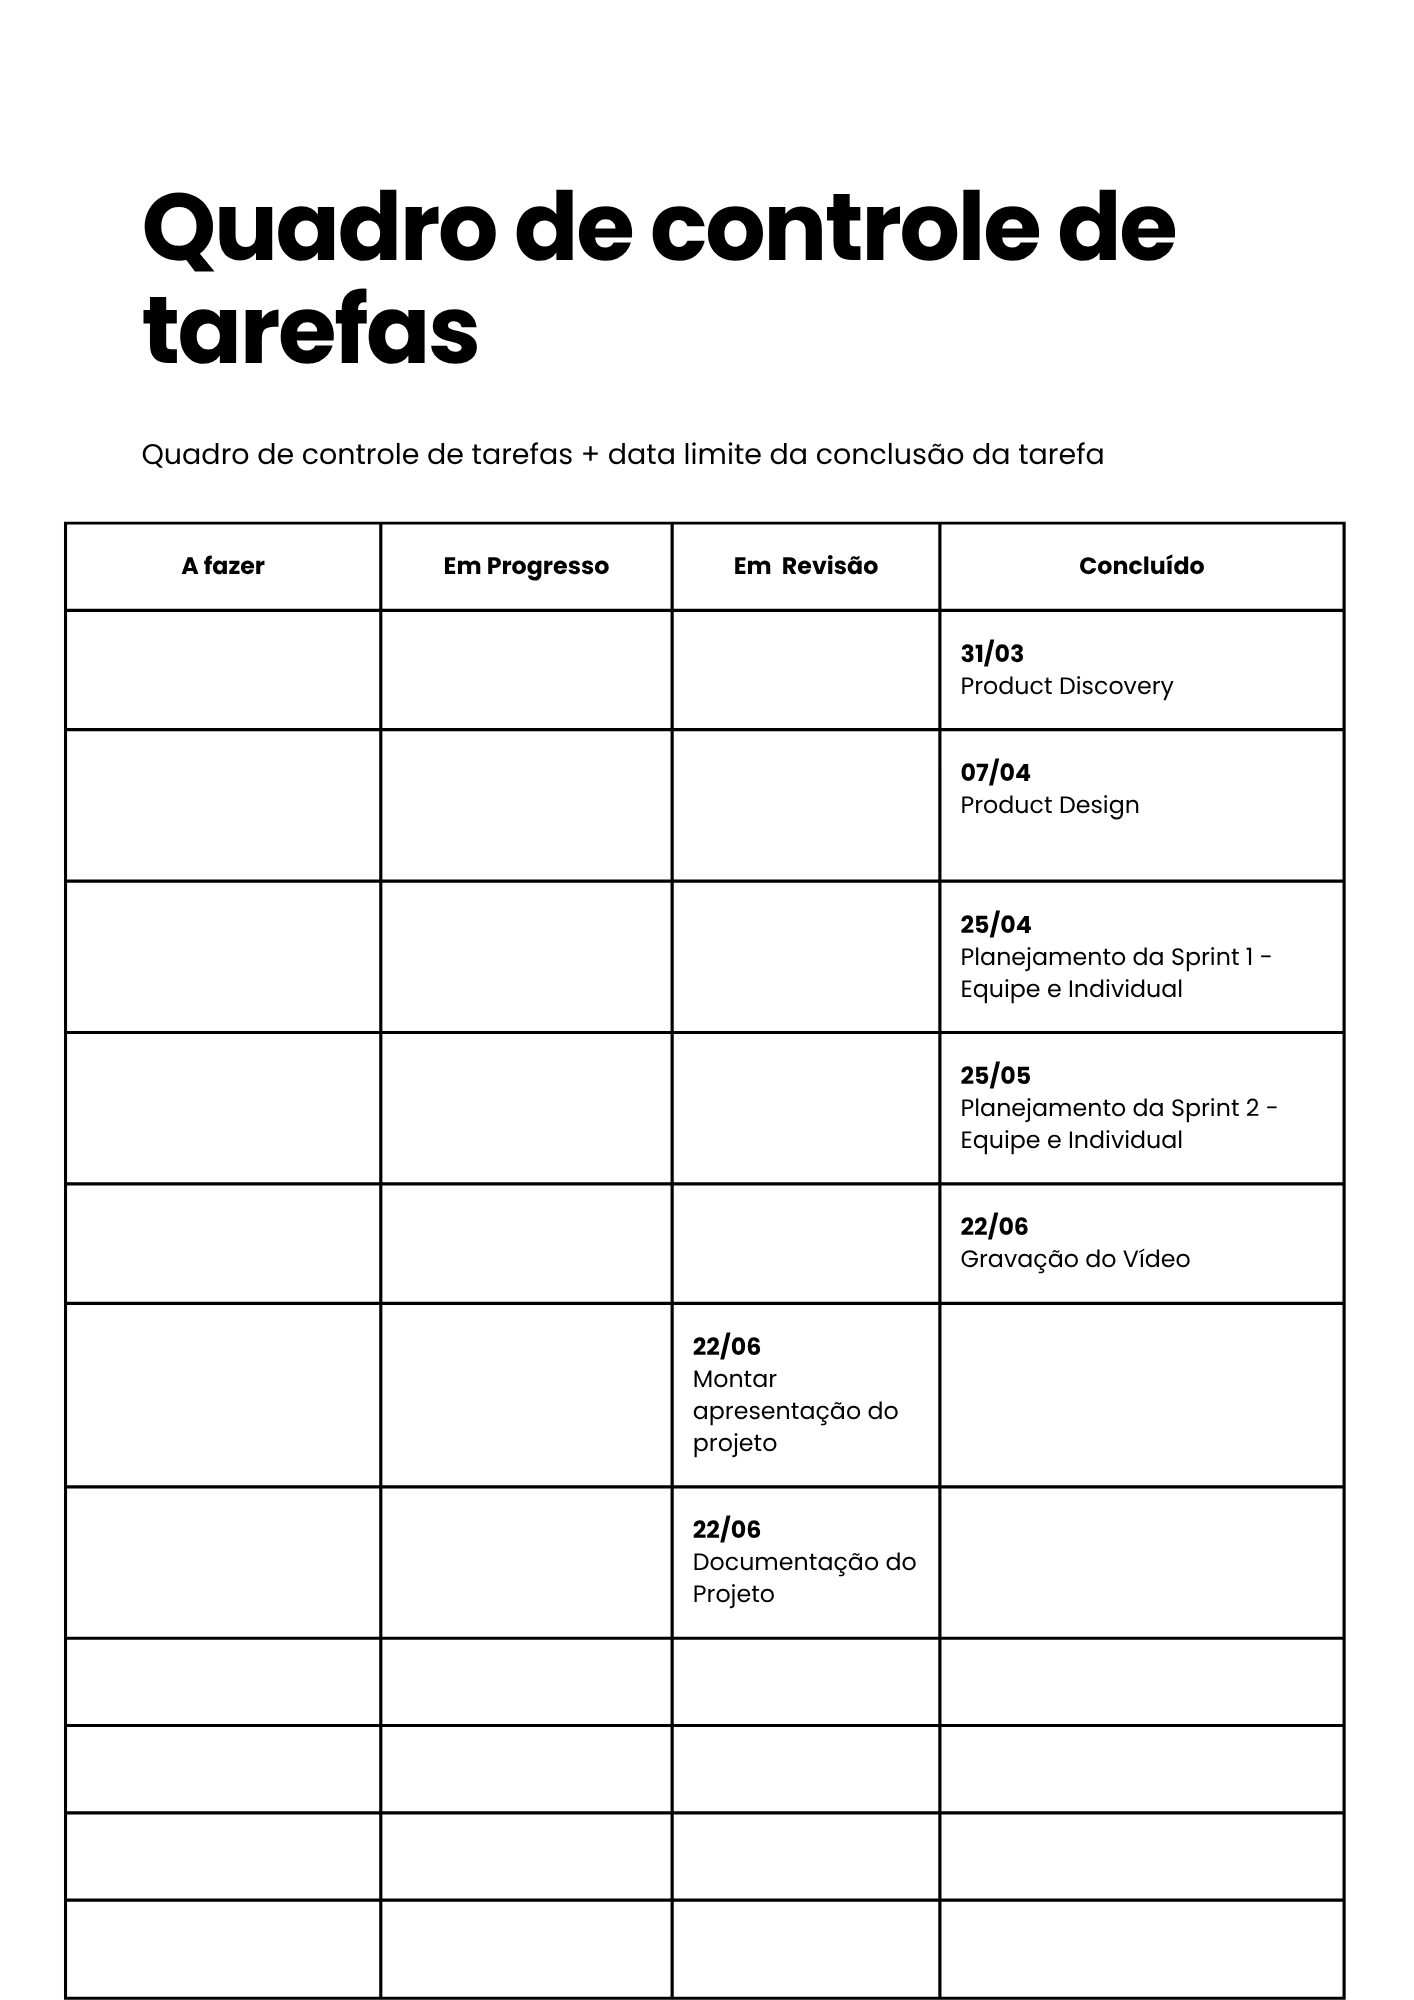 Quadro de controle de
tarefas
Quadro de controle de tarefas + data limite da conclusão da tarefa
A fazer
Em Progresso
Em  Revisão
Concluído
31/03
Product Discovery
07/04
Product Design
25/04
Planejamento da Sprint 1 -
Equipe e Individual
25/05
Planejamento da Sprint 2 -
Equipe e Individual
22/06
Gravação do Vídeo
22/06
Montar
apresentação do
projeto
22/06
Documentação do
Projeto